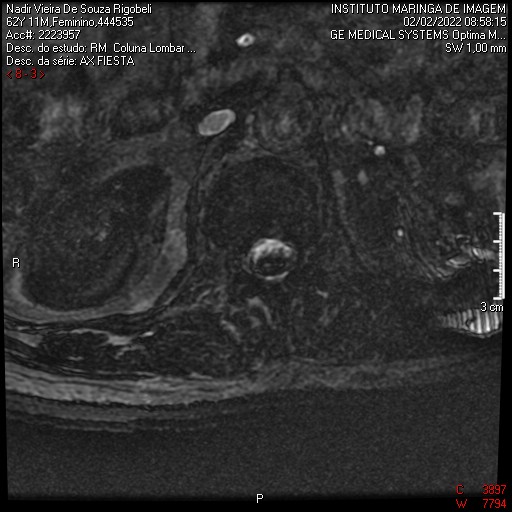 Nadir Vieira De Souza Rigobeli
62Y 11M,Feminino,444535
Acc#: 2223957
Desc. do estudo: RM  Coluna Lombar ...
Desc. da série: AX FIESTA
< 8 - 3 >
INSTITUTO MARINGA DE IMAGEM
02/02/2022 08:58:15
GE MEDICAL SYSTEMS Optima M...
SW 1,00 mm
R
3 cm
P
C 3897
W 7794